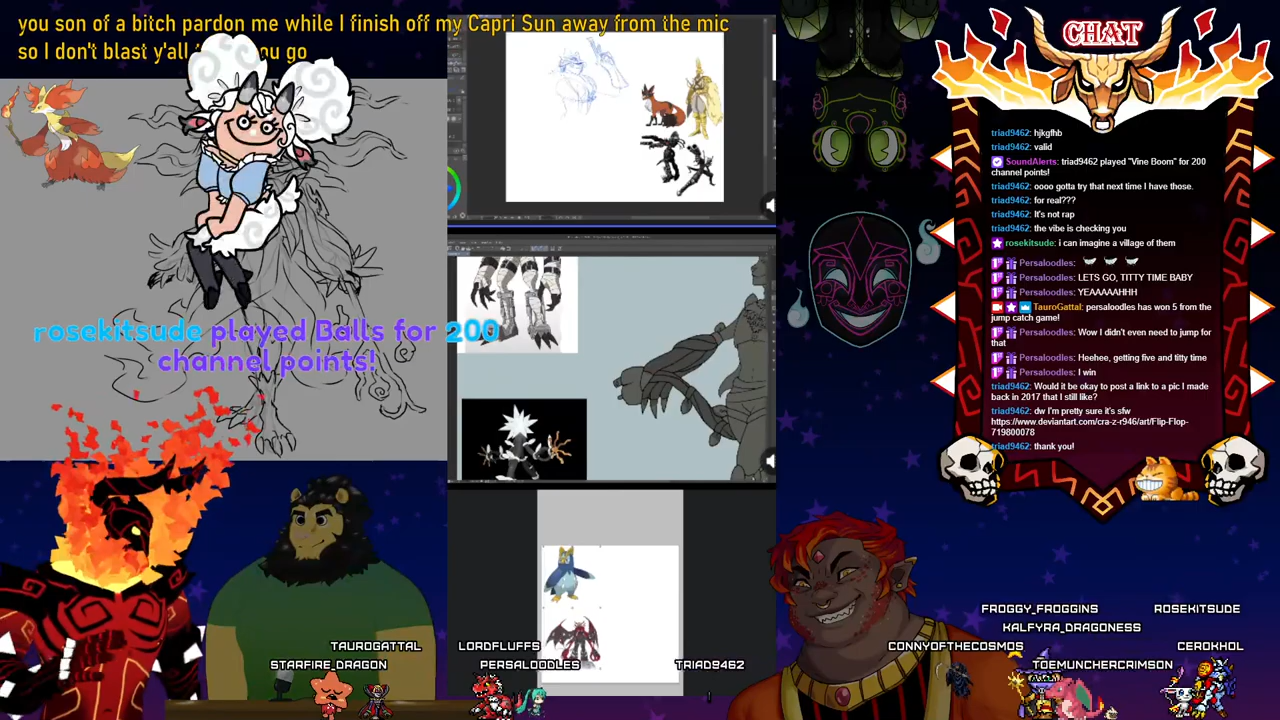 you son of a bitch pardon me while I finish off my Capri Sun away from the mic
so I don't blast y'all
go
CHAT
triad9462: hjkgfhb
triad9462: valid
SoundAlerts: triad9462 played "Vine Boom" for 200
channel points!
triad9462: oooo gotta try that next time I have those.
triad9462: for real???
triad9462: It's not rap
triad9462: the vibe is checking you
rosekitsude: i can imagine a village of them
Persaloodles:
Persaloodles: LETS GO, TITTY TIME BABY
Persaloodles: YEAAAAAHHH
TauroGattal: persaloodles has won 5 from the
jump catch game!
Persaloodles: Wow I didn't even need to jump for
that
Persaloodles: Heehee, getting five and titty time
Persaloodles: I win
triad9462: Would it be okay to post a link to a pic I made
back in 2017 that I still like?
triad9462: dw I'm pretty sure it's sfw
https://www.deviantart.com/cra-z-r946/art/Flip-Flop-
719800078
triad9462: thank you!
rosekitsude played Balls for 200
channel points!
FROGGY_FROGGINS
ROSEKITSUDE
KALFYRA_DRAGONESS
TAUROGATTAL
LORDFLUFFS
CONNYOFTHECOSMOS
CEROKHOL
STARFIRE_DRAGON
PERSALOODLES
TRIAD9462
TOEMUNCHERCRIMSON